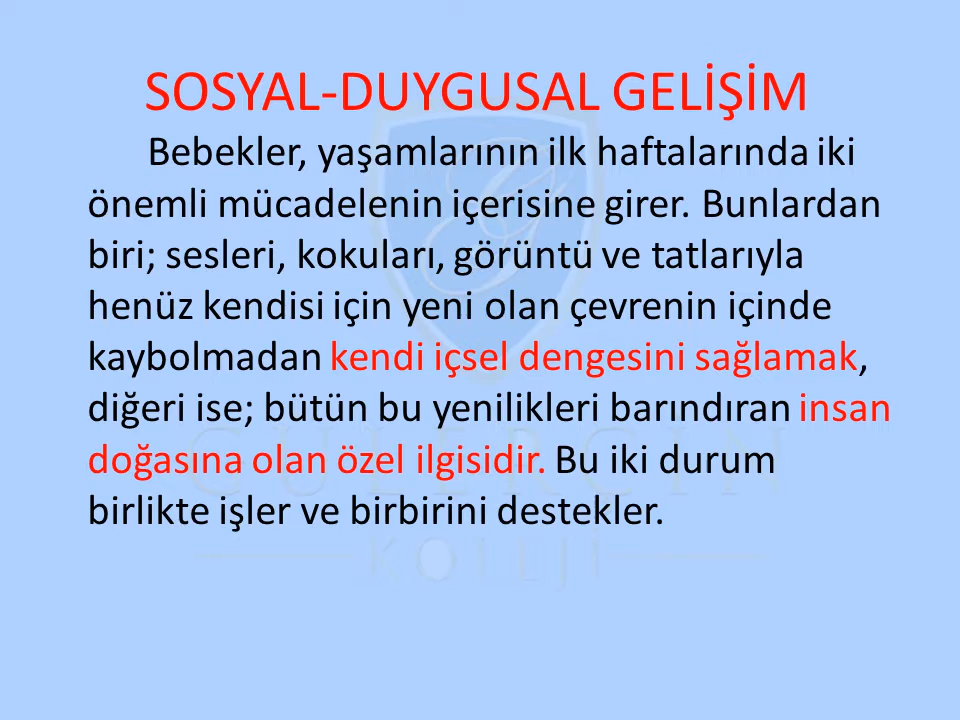 SOSYAL-DUYGUSAL GELİŞİM
Bebekler, yaşamlarının ilk haftalarında iki
önemli mücadelenin içerisine girer. Bunlardan
biri; sesleri, kokuları, görüntü ve tatlarıyla
henüz kendisi için yeni olan çevrenin içinde
kaybolmadan kendi içsel dengesini sağlamak,
diğeri ise; bütün bu yenilikleri barındıran insan
doğasına olan özel ilgisidir. Bu iki durum
birlikte işler ve birbirini destekler.
KOLEJİ